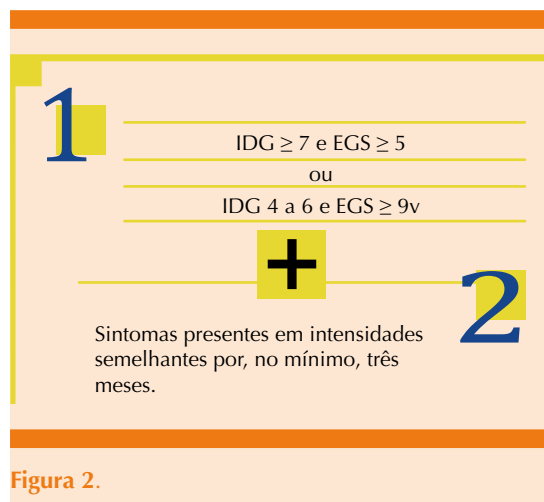 1
IDG ≥ 7 e EGS ≥ 5
ou
IDG 4 a 6 e EGS ≥ 9v
+
2
Sintomas presentes em intensidades
semelhantes por, no mínimo, três
meses.
Figura 2.